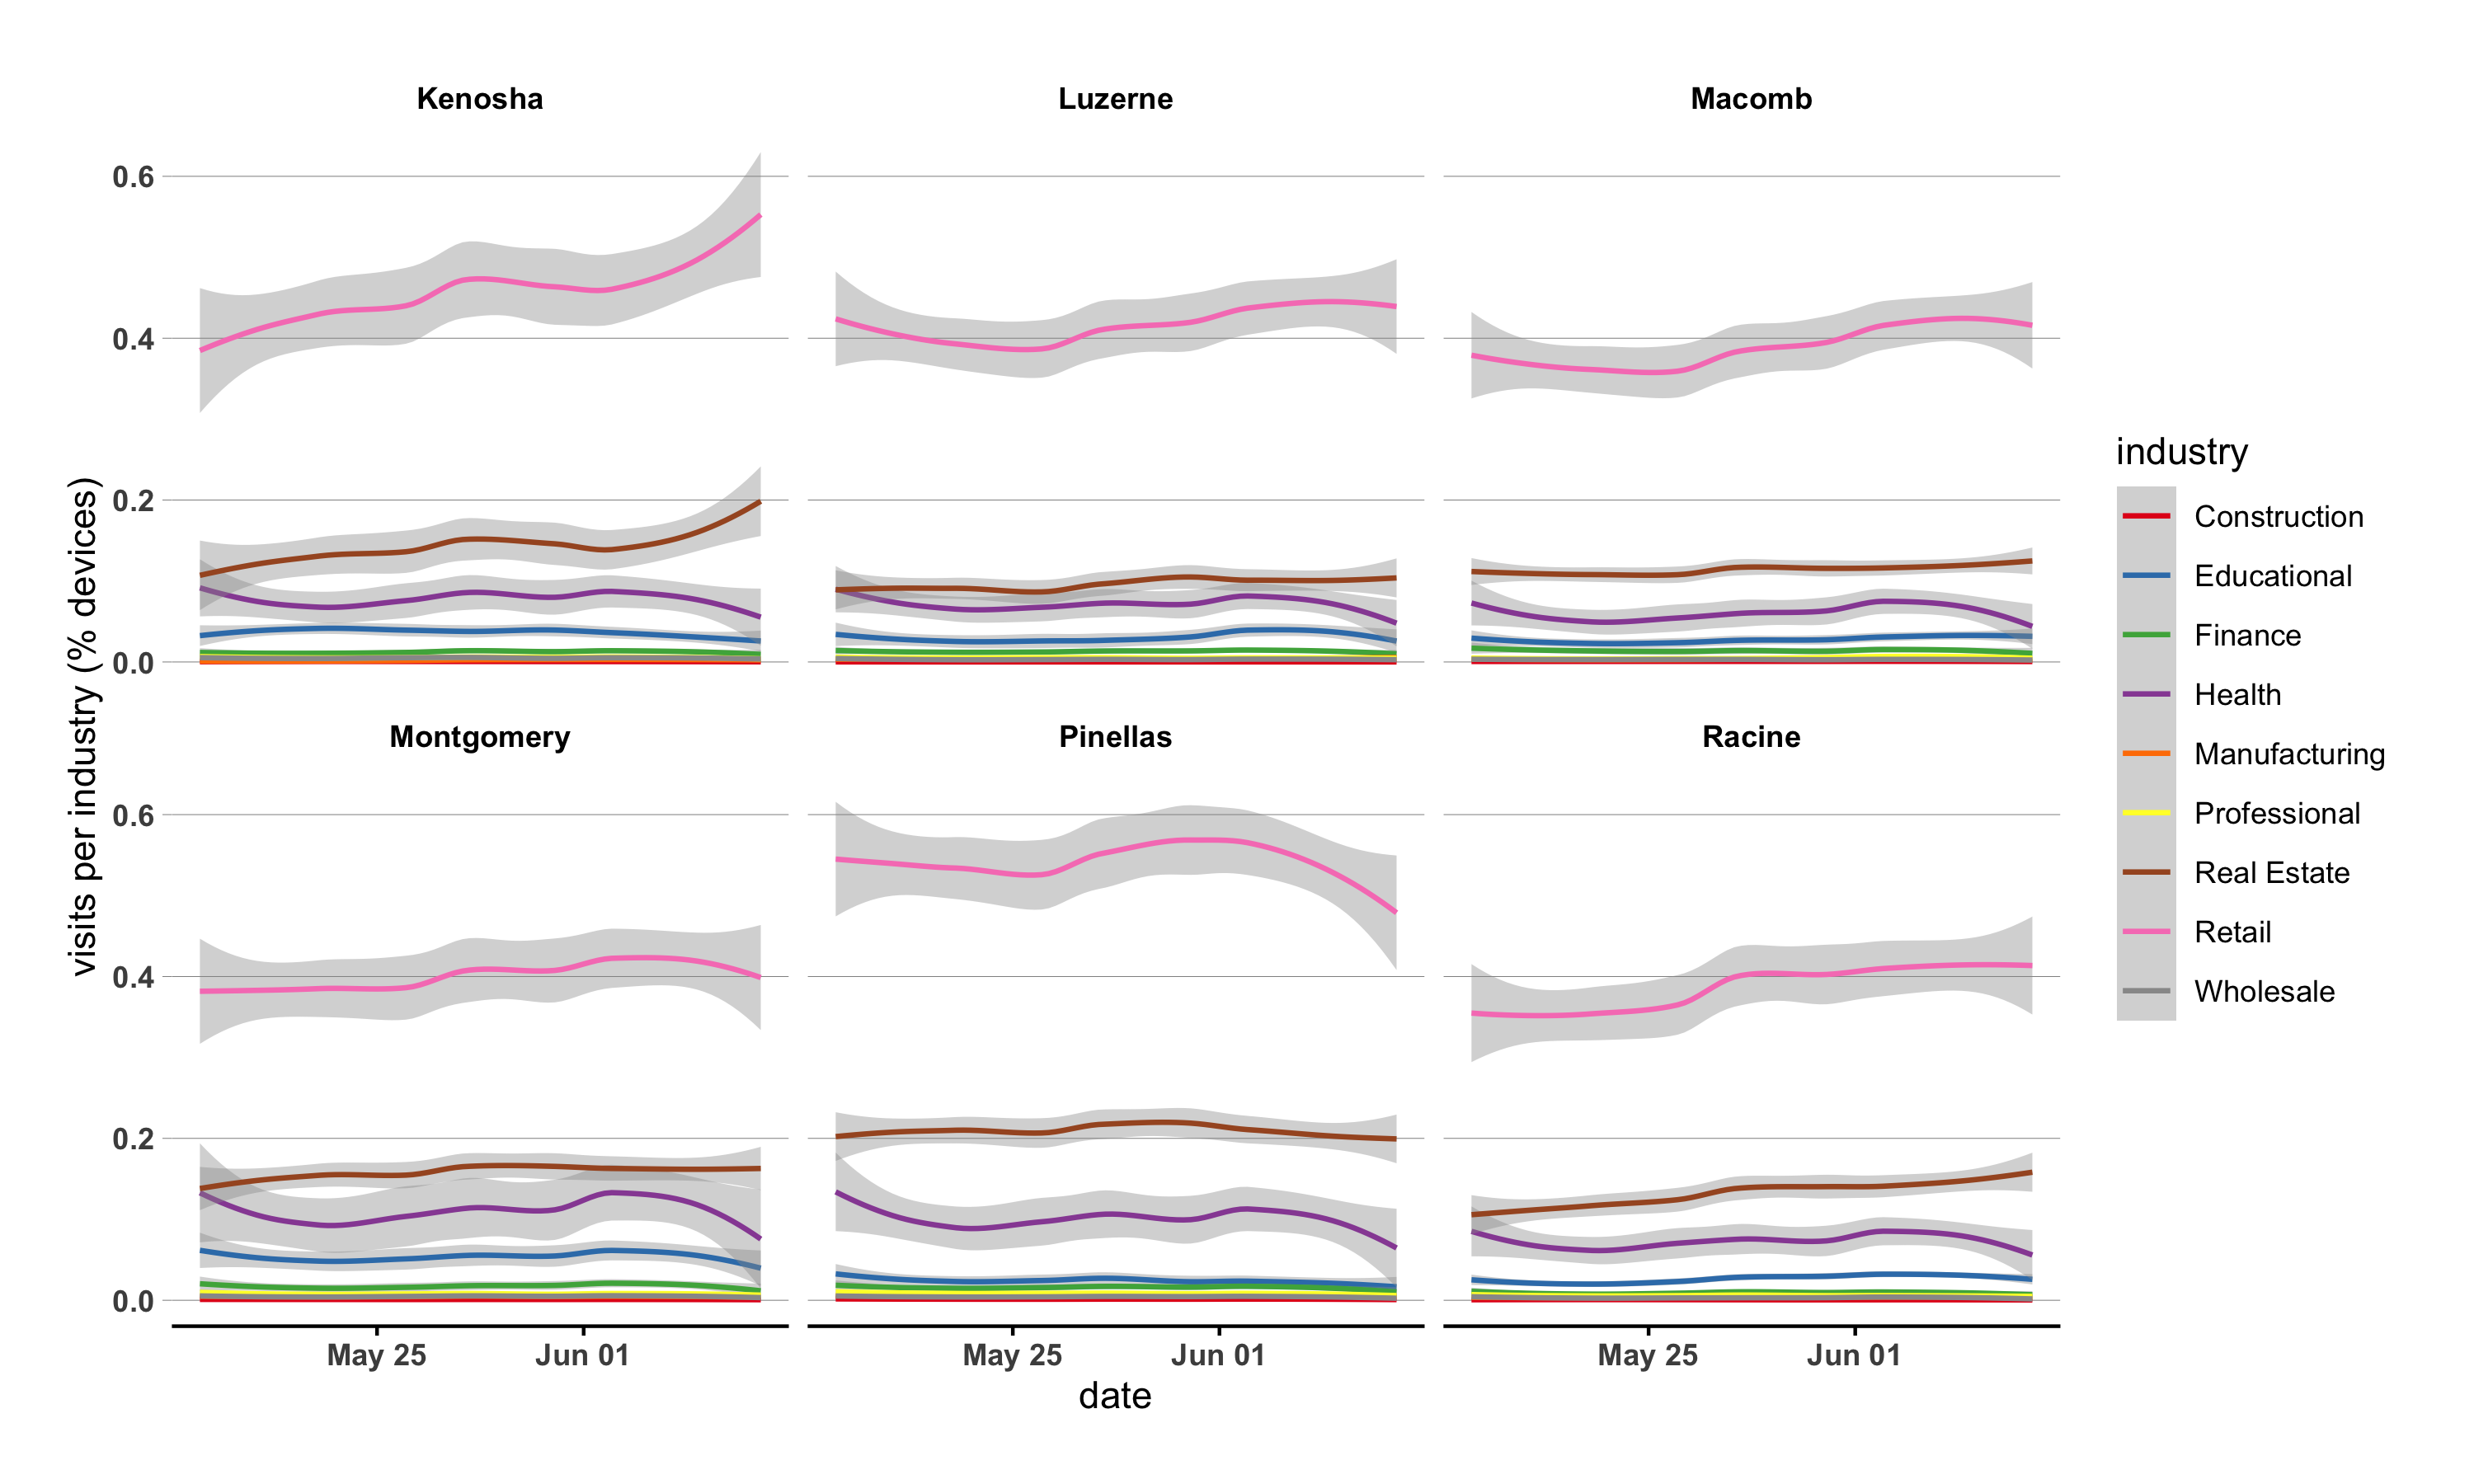 Kenosha
Luzerne
Macomb
0.6
0.4
0.2
0.0
Montgomery
Pinellas
Racine
0.6
0.4
0.2
0.0
May 25
Jun 01
May 25
Jun 01
May 25
Jun 01
date
visits per industry (% devices)
industry
Construction
Educational
Finance
Health
Manufacturing
Professional
Real Estate
Retail
Wholesale